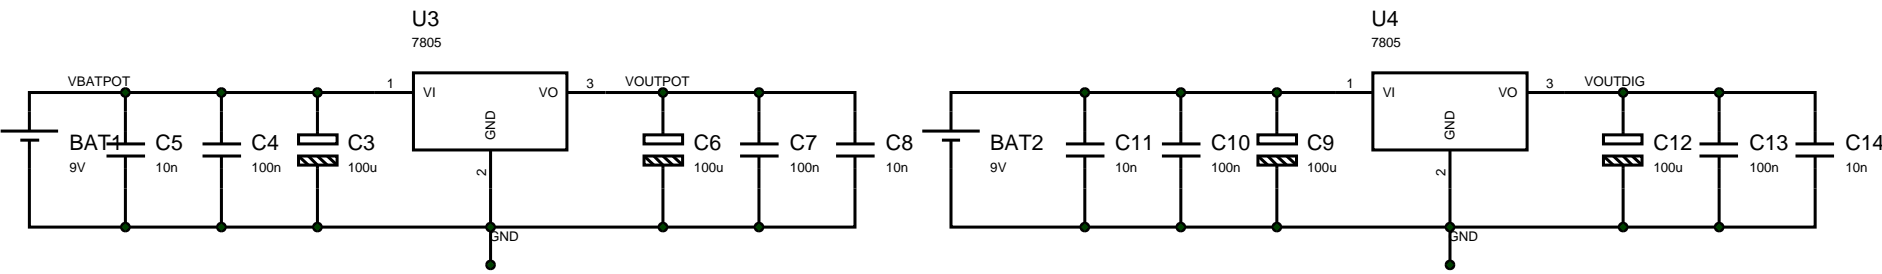 U3
7805
VBATPOT
1
VI
VO
3
VOUTPOT
GND
2
BAT1
9V
C5
10n
C4
100n
C3
100u
C6
100u
C7
100n
C8
10n
GND
U4
7805
1
VI
VO
3
VOUTDIG
GND
2
BAT2
9V
C11
10n
C10
100n
C9
100u
C12
100u
C13
100n
C14
10n
GND